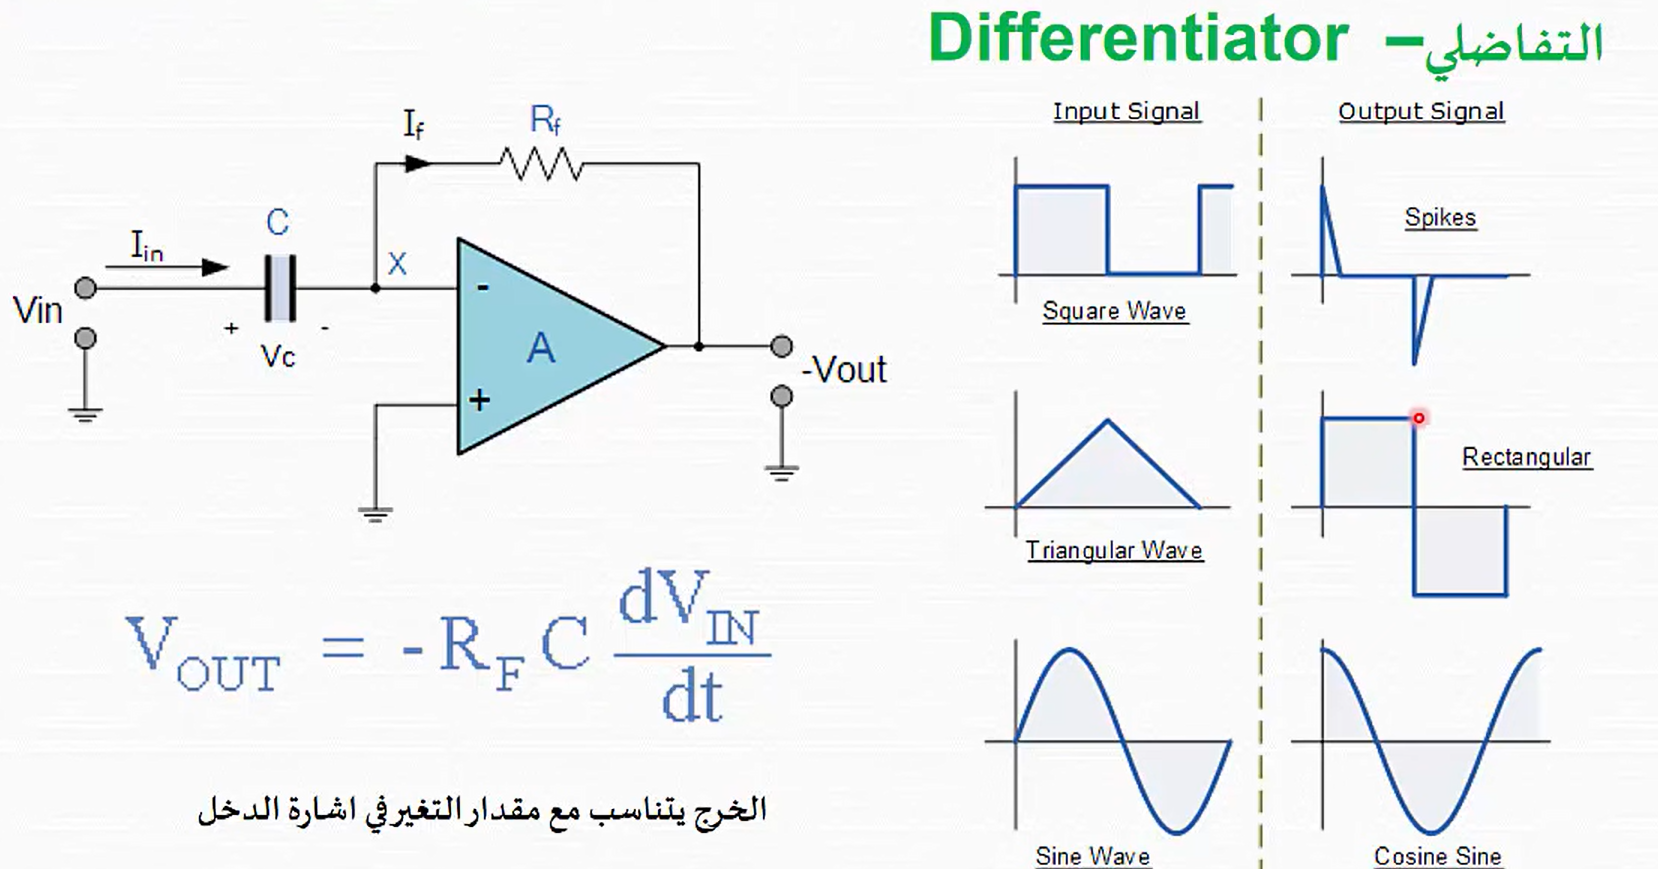 Differentiator – التفاضلي
Input Signal
Output Signal
If
Rf
C
Iin
X
Vin
+
-
Vc
-
A
+
-Vout
Spikes
Square Wave
Rectangular
Triangular Wave
VOUT = -RF C dVIN
dt
الخرج يتناسب مع مقدار التغير في اشارة الدخل
Sine Wave
Cosine Sine